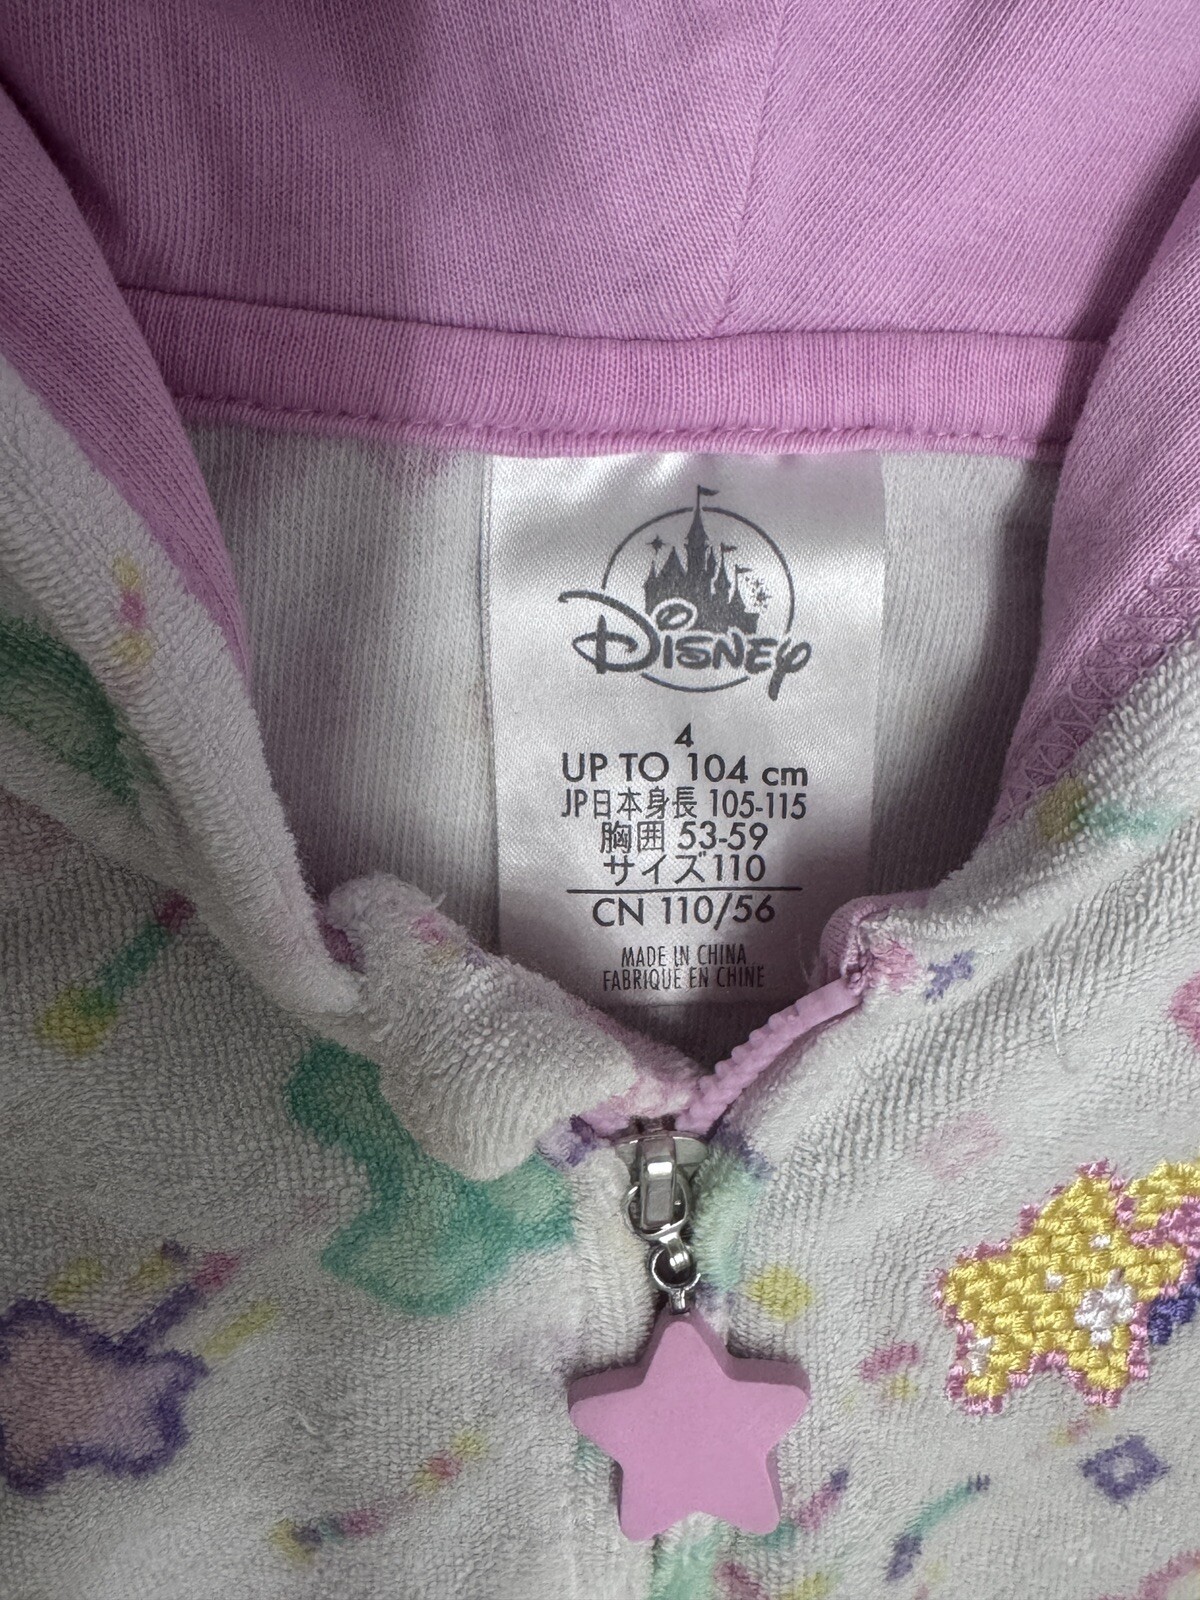 Disney
4
UP TO 104 cm
JP日本身長 105-115
胸囲 53-59
サイズ110
CN 110/56
MADE IN CHINA
FABRIQUÉ EN CHINE